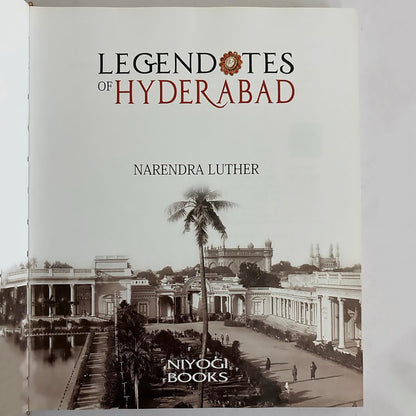 LEGENDOTES
OF HYDERABAD
NARENDRA LUTHER
NIYOGI
BOOKS